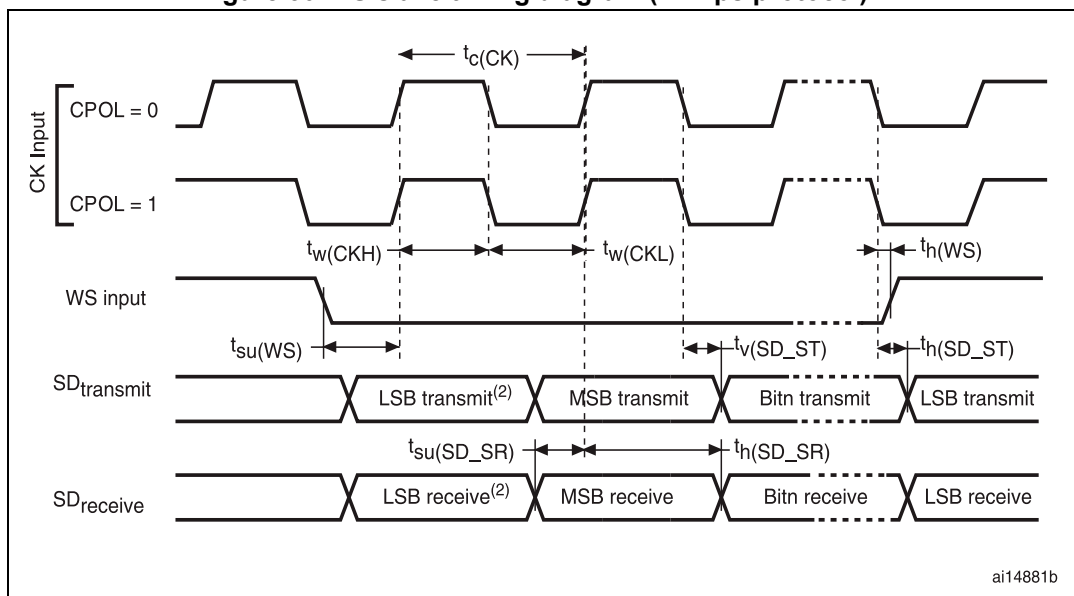 tc(CK)
CK Input
CPOL = 0
CPOL = 1
tw(CKH)
tw(CKL)
th(WS)
WS input
tsu(WS)
tv(SD_ST)
th(SD_ST)
SDtransmit
LSB transmit(2)
MSB transmit
Bitn transmit
LSB transmit
tsu(SD_SR)
th(SD_SR)
SDreceive
LSB receive(2)
MSB receive
Bitn receive
LSB receive
ai14881b